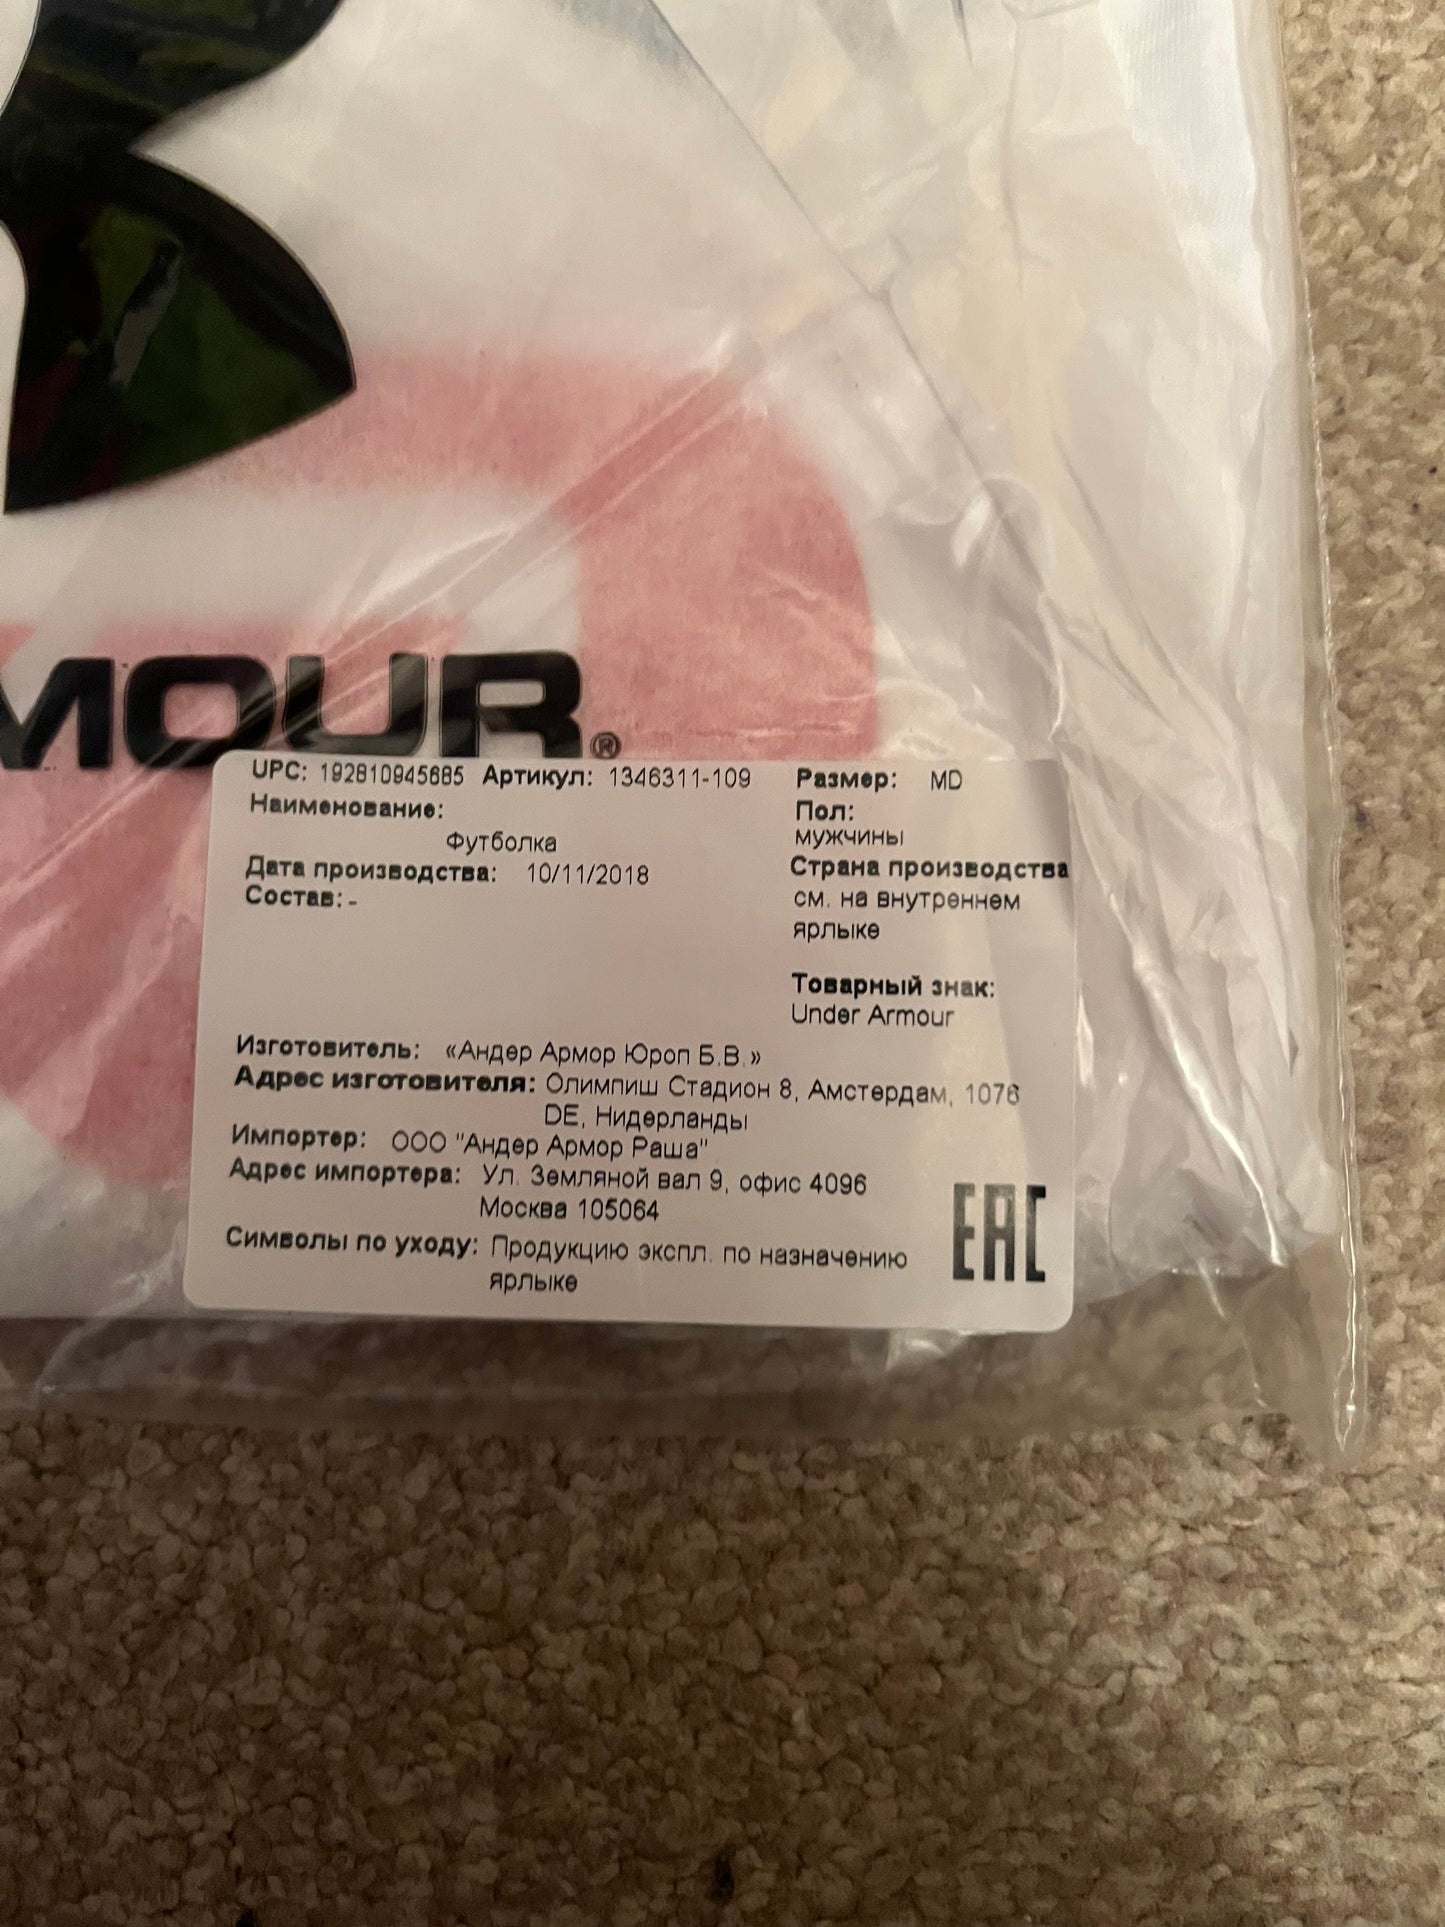 MOUR®
UPC: 192810945685 Артикул: 1346311-109 Размер: MD
Наименование:
Футболка
Пол:
мужчины
Дата производства: 10/11/2018
Состав: -
Страна производства
см. на внутреннем
ярлыке
Товарный знак:
Under Armour
Изготовитель: «Андер Армор Юроп Б.В.»
Адрес изготовителя: Олимпиш Стадион 8, Амстердам, 1076
DE, Нидерланды
Импортер: ООО "Андер Армор Раша"
Адрес импортера: Ул. Земляной вал 9, офис 4096
Москва 105064
Символы по уходу: Продукцию экспл. по назначению
ярлыке
EAC